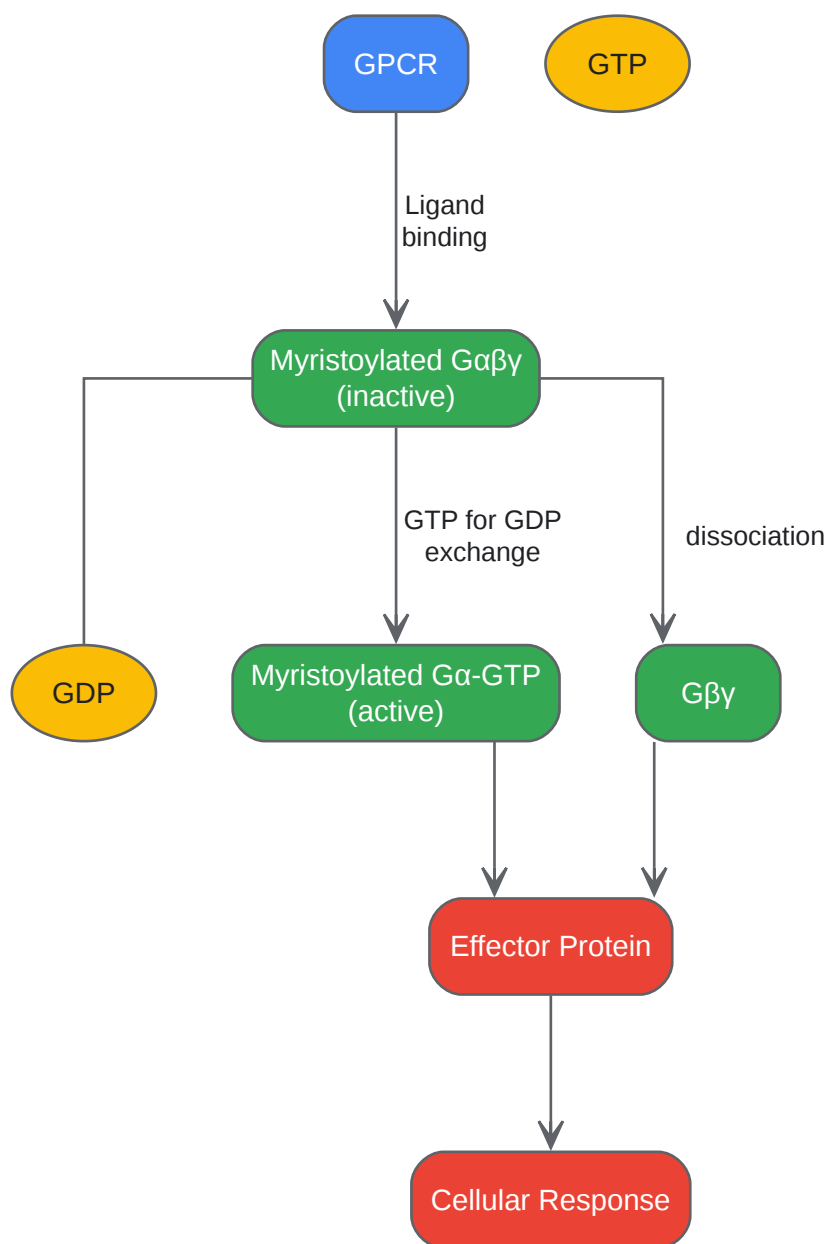 GPCR
GTP
Ligand
binding
Myristoylated Gαβγ
(inactive)
GTP for GDP
exchange
dissociation
GDP
Myristoylated Gα-GTP
(active)
Gβγ
Effector Protein
Cellular Response